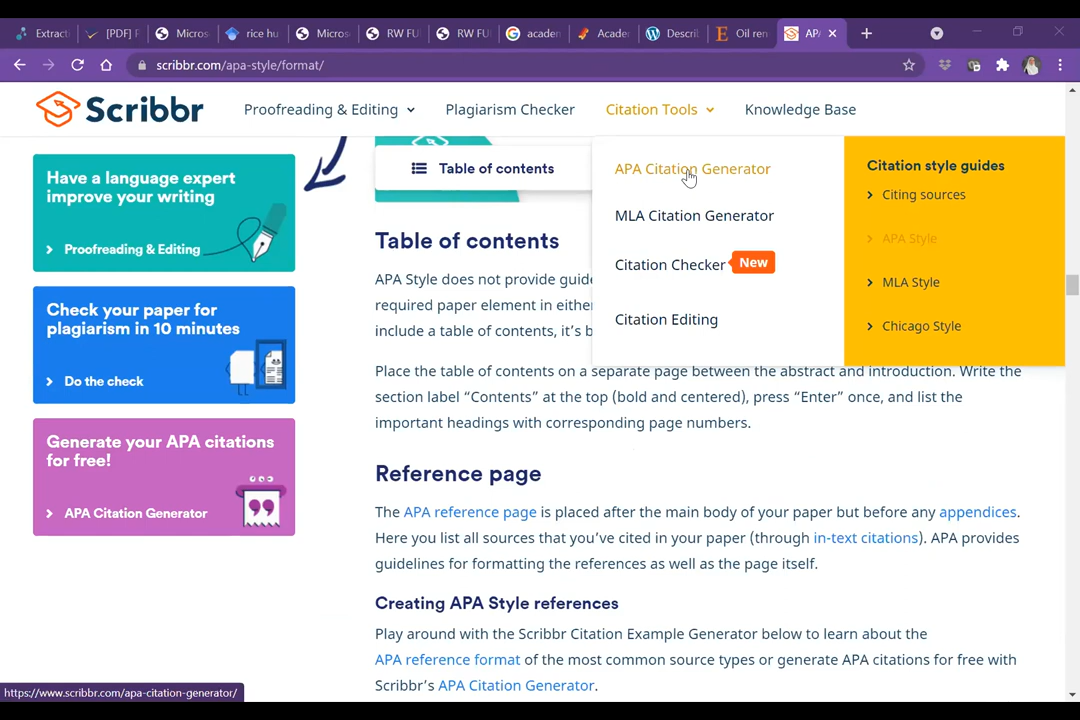 Extract
[PDF] F
Micros
rice hu
Micros
RW FU
RW FU
academ
Acade
Descri
Oil ren
AP
scribbr.com/apa-style/format/
Scribbr
Proofreading & Editing
Plagiarism Checker
Citation Tools
Knowledge Base
Have a language expert
improve your writing
Proofreading & Editing
Check your paper for
plagiarism in 10 minutes
Do the check
Generate your APA citations
for free!
APA Citation Generator
Table of contents
APA Citation Generator
MLA Citation Generator
Citation Checker New
Citation Editing
Citation style guides
Citing sources
APA Style
MLA Style
Chicago Style
Table of contents
APA Style does not provide guide
required paper element in either
include a table of contents, it's b
Place the table of contents on a separate page between the abstract and introduction. Write the
section label “Contents” at the top (bold and centered), press “Enter” once, and list the
important headings with corresponding page numbers.
Reference page
The APA reference page is placed after the main body of your paper but before any appendices.
Here you list all sources that you've cited in your paper (through in-text citations). APA provides
guidelines for formatting the references as well as the page itself.
Creating APA Style references
Play around with the Scribbr Citation Example Generator below to learn about the
APA reference format of the most common source types or generate APA citations for free with
Scribbr's APA Citation Generator.
https://www.scribbr.com/apa-citation-generator/